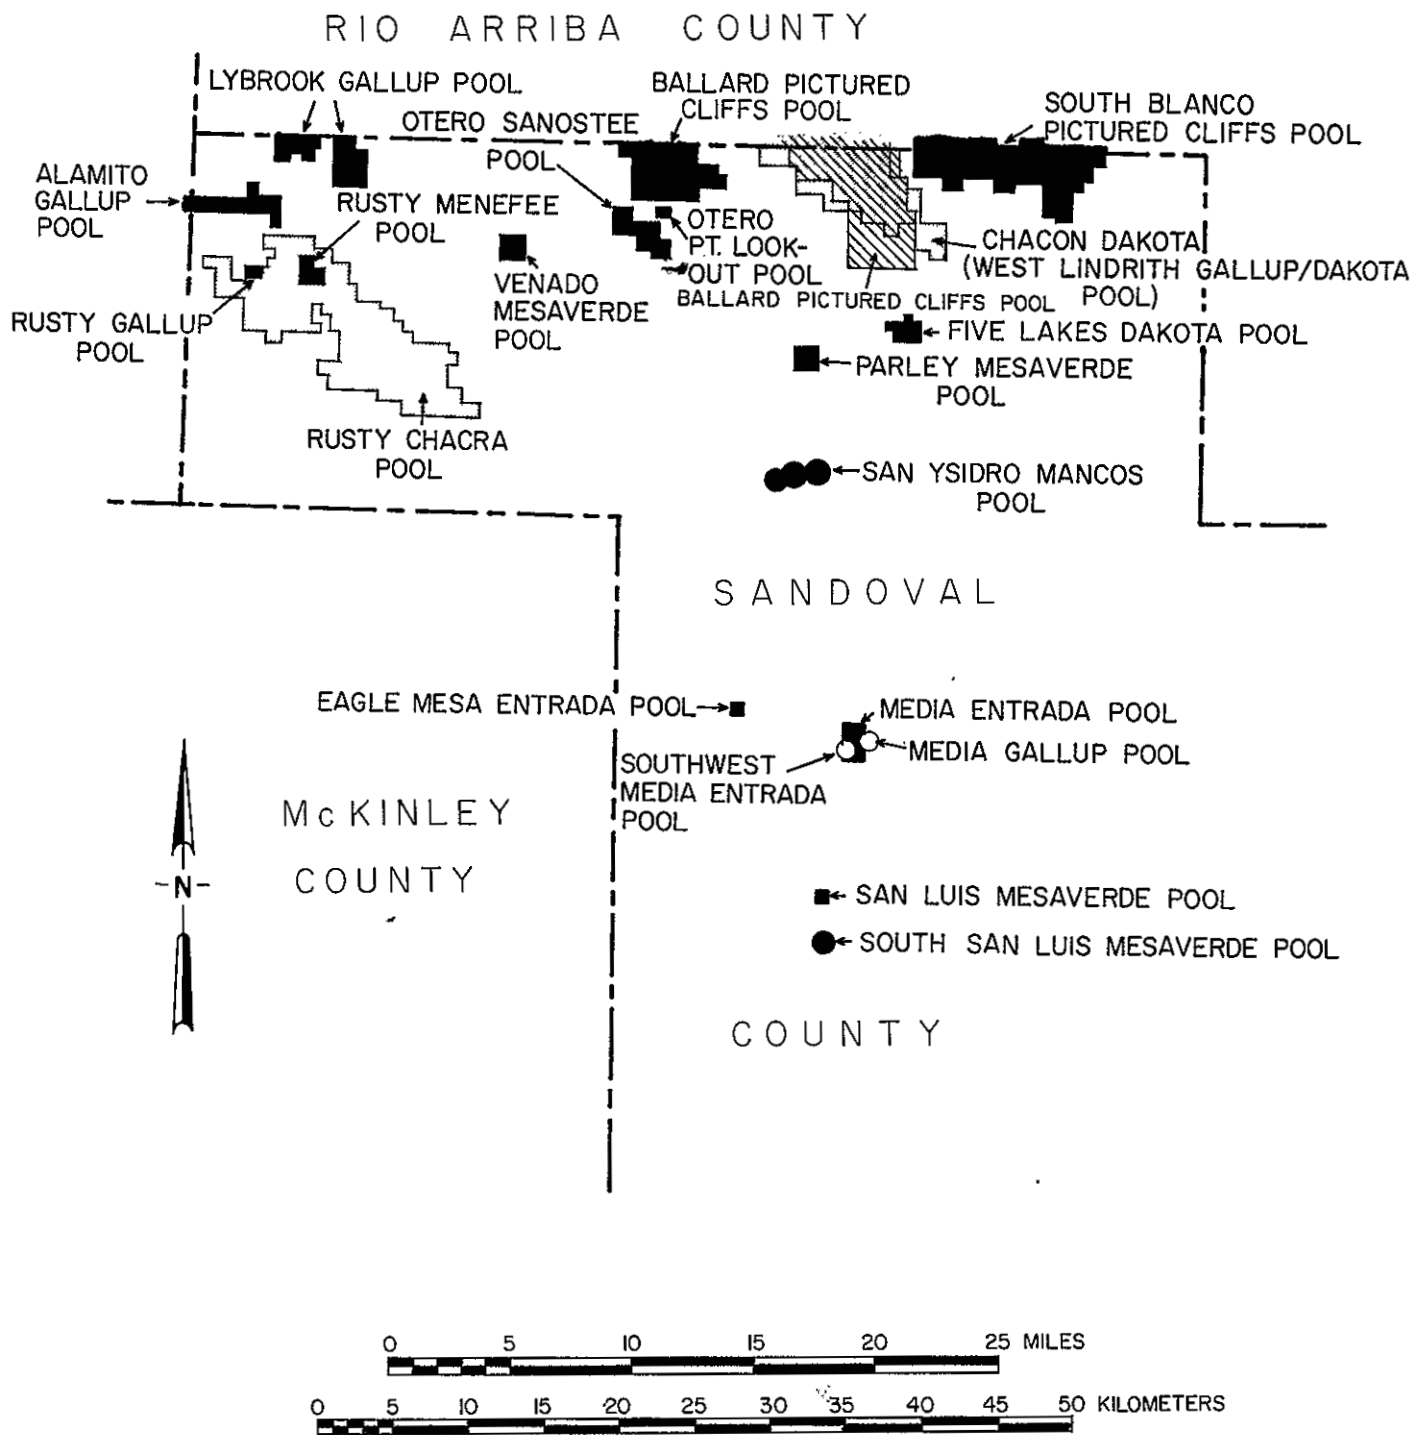 RIO ARRIBA COUNTY
LYBROOK GALLUP POOL
BALLARD PICTURED
CLIFFS POOL
SOUTH BLANCO
PICTURED CLIFFS POOL
OTERO SANOSTEE
POOL
ALAMITO
GALLUP
POOL
RUSTY MENEFEE
POOL
OTERO
PT. LOOK-
OUT POOL
CHACON DAKOTA
(WEST LINDRITH GALLUP/DAKOTA
POOL)
VENADO
MESAVERDE
POOL
BALLARD PICTURED CLIFFS POOL
RUSTY GALLUP
POOL
FIVE LAKES DAKOTA POOL
PARLEY MESAVERDE
POOL
RUSTY CHACRA
POOL
SAN YSIDRO MANCOS
POOL
SANDOVAL
EAGLE MESA ENTRADA POOL
MEDIA ENTRADA POOL
MEDIA GALLUP POOL
SOUTHWEST
MEDIA ENTRADA
POOL
McKINLEY
COUNTY
N
SAN LUIS MESAVERDE POOL
SOUTH SAN LUIS MESAVERDE POOL
COUNTY
0 5 10 15 20 25 MILES
0 5 10 15 20 25 30 35 40 45 50 KILOMETERS